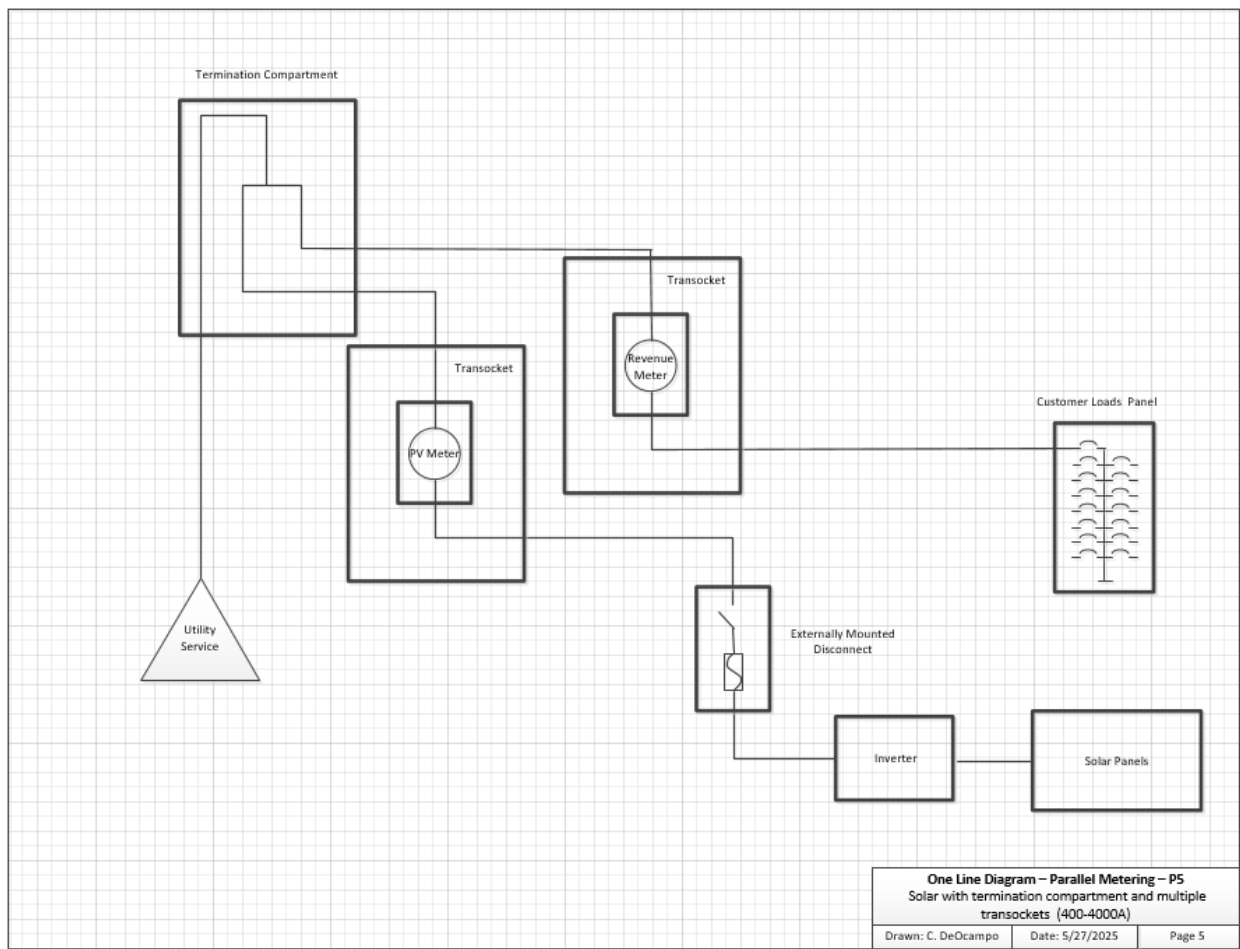 Termination Compartment
Transocket
Revenue
Meter
Transocket
PV Meter
Customer Loads  Panel
Utility
Service
Externally Mounted
Disconnect
Inverter
Solar Panels
One Line Diagram – Parallel Metering – P5
Solar with termination compartment and multiple
transockets  (400-4000A)
Drawn: C. DeOcampo
Date: 5/27/2025
Page 5